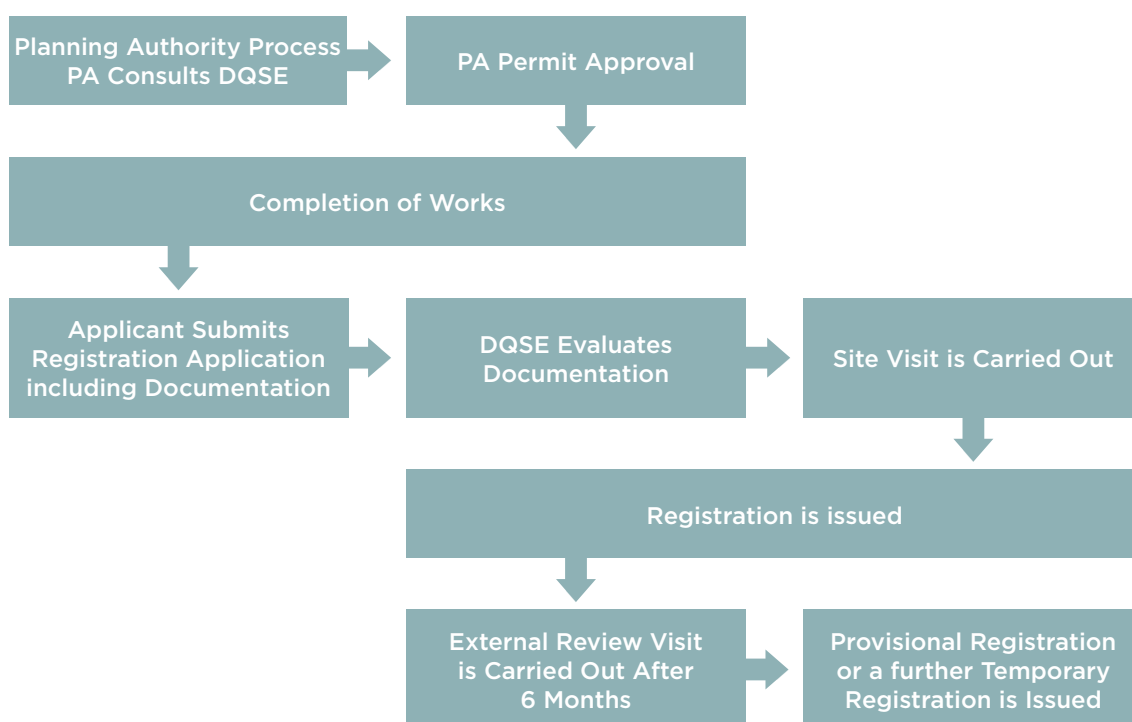 Planning Authority Process
PA Consults DQSE
PA Permit Approval
Completion of Works
Applicant Submits
Registration Application
including Documentation
DQSE Evaluates
Documentation
Site Visit is Carried Out
Registration is issued
External Review Visit
is Carried Out After
6 Months
Provisional Registration
or a further Temporary
Registration is Issued